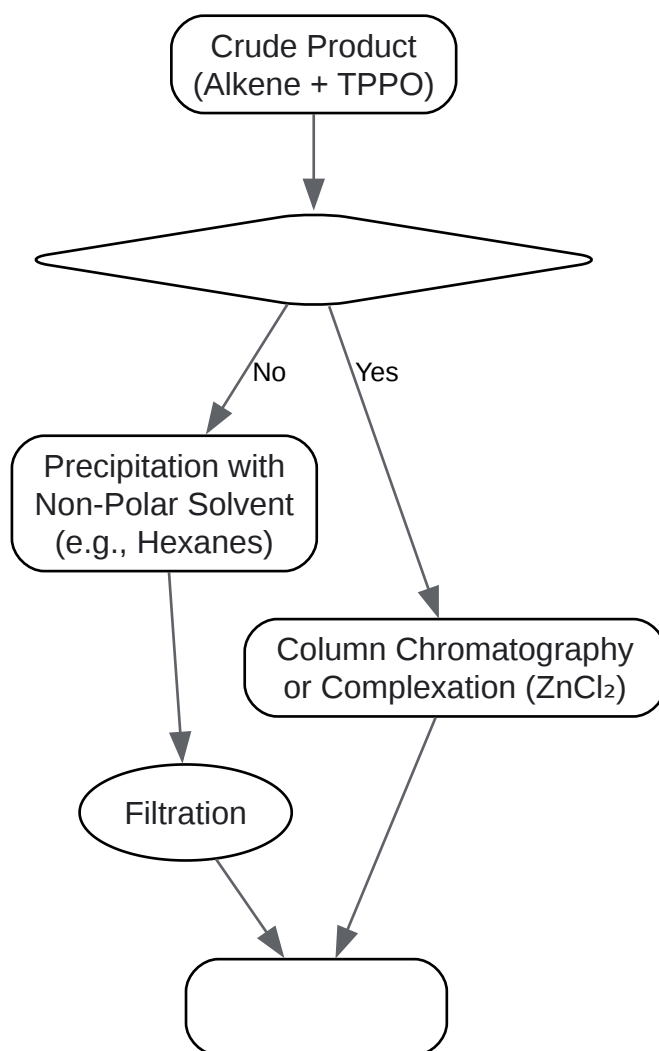 Crude Product
(Alkene + TPPO)
No
Yes
Precipitation with
Non-Polar Solvent
(e.g., Hexanes)
Column Chromatography
or Complexation (ZnCl₂)
Filtration